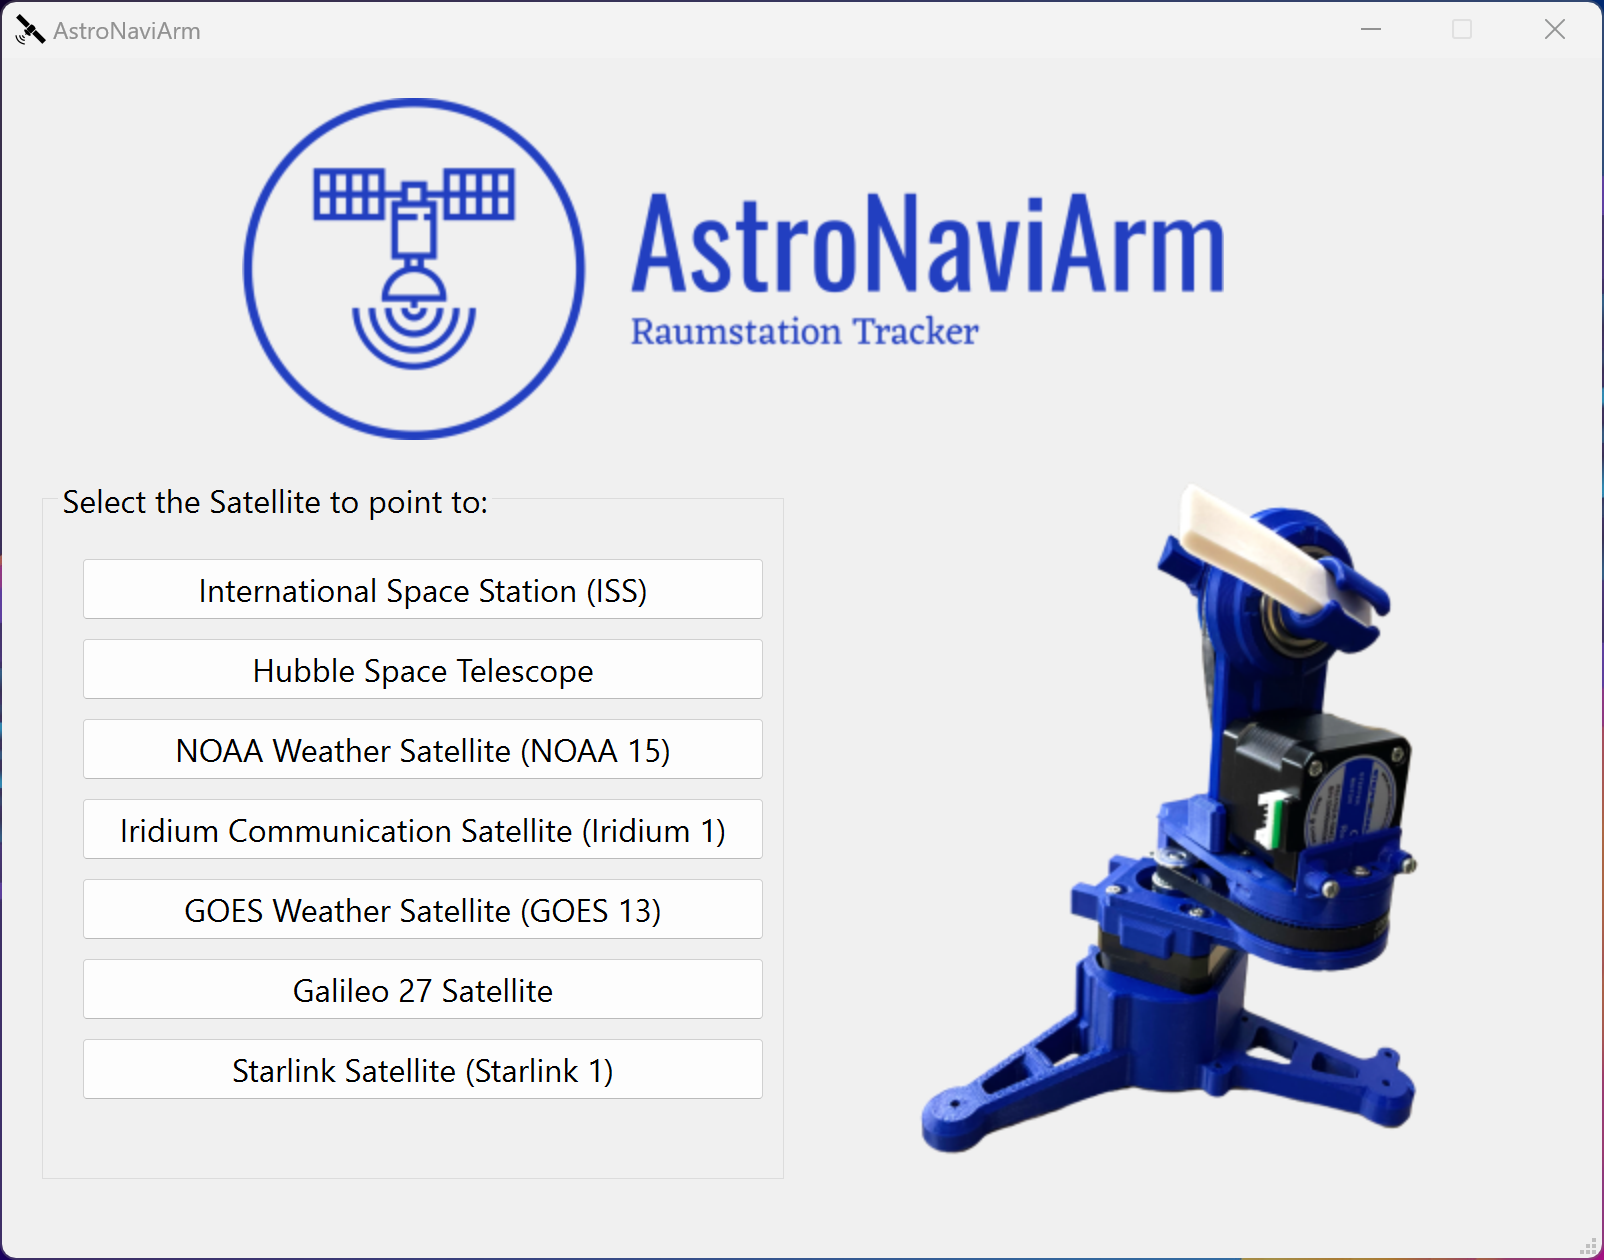 AstroNaviArm
AstroNaviArm
Raumstation Tracker
Select the Satellite to point to:
International Space Station (ISS)
Hubble Space Telescope
NOAA Weather Satellite (NOAA 15)
Iridium Communication Satellite (Iridium 1)
GOES Weather Satellite (GOES 13)
Galileo 27 Satellite
Starlink Satellite (Starlink 1)